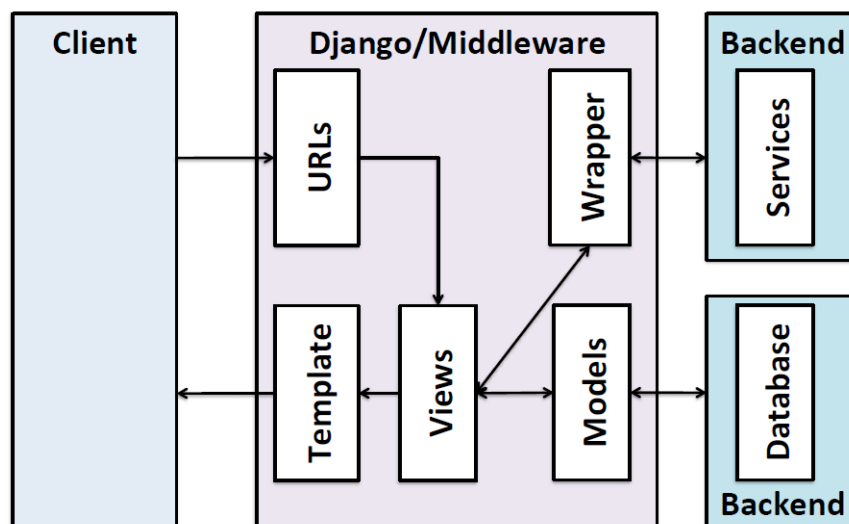 Client
Django/Middleware
Backend
URLs
Wrapper
Services
Template
Views
Models
Database
Backend